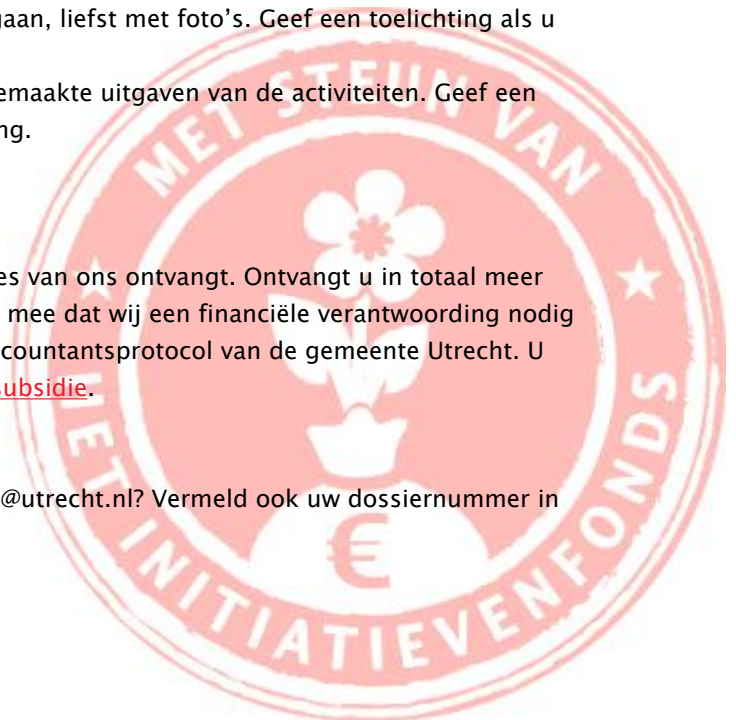 gaan, liefst met foto's. Geef een toelichting als u
emaakte uitgaven van de activiteiten. Geef een
ng.
es van ons ontvangt. Ontvangt u in totaal meer
mee dat wij een financiële verantwoording nodig
countantsprotocol van de gemeente Utrecht. U
subsidie.
@utrecht.nl? Vermeld ook uw dossiernummer in
MET STEUN VAN
HET INITIATIEVENFONDS
€